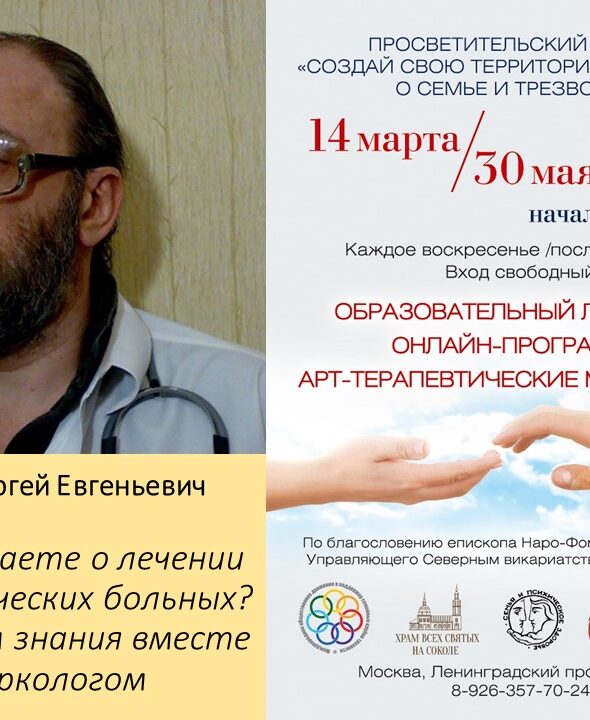 ргей Евгеньевич
аете о лечении
ческих больных?
знания вместе
ркологом
ПРОСВЕТИТЕЛЬСКИЙ
«СОЗДАЙ СВОЮ ТЕРРИТОРИ
О СЕМЬЕ И ТРЕЗВО
14 марта/
30 мая
начал
Каждое воскресенье /посл
Вход свободный
ОБРАЗОВАТЕЛЬНЫЙ Л
ОНЛАЙН-ПРОГРА
АРТ-ТЕРАПЕВТИЧЕСКИЕ М
По благословению епископа Наро-Фом
Управляющего Северным викариатств
СЕМЬЯ И ПСИХИЧЕСКОЕ
ЗДОРОВЬЕ
ХРАМ ВСЕХ СВЯТЫХ
НА СОКОЛЕ
Москва, Ленинградский про
8-926-357-70-24